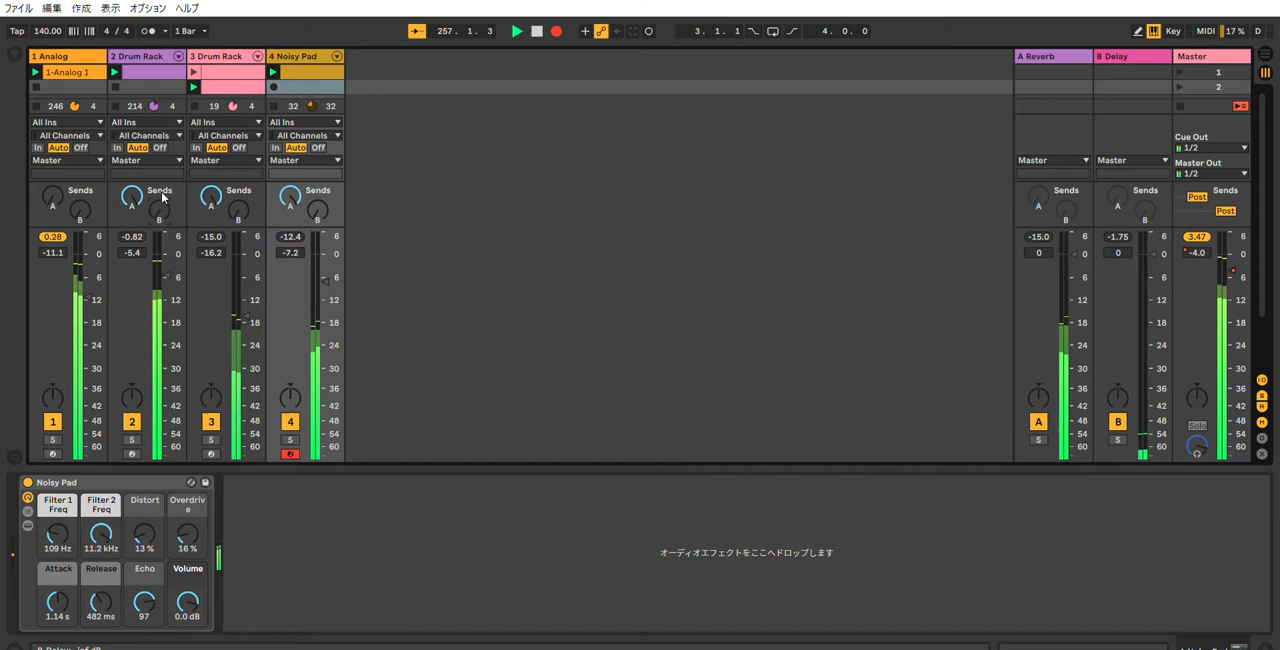 ファイル 編集 作成 表示 オプション ヘルプ
Tap 140.00 4 / 4 1 Bar 257. 1. 3 3. 1. 1 4. 0. 0 Key MIDI 17 % D
1 Analog 2 Drum Rack 3 Drum Rack 4 Noisy Pad A Reverb B Delay Master
1-Analog 1 1
2
246 4 214 4 19 4 32 32
All Ins All Ins All Ins All Ins
All Channels All Channels All Channels All Channels Cue Out
In Auto Off In Auto Off In Auto Off In Auto Off 1/2
Master Master Master Master Master Master Master Out
1/2
Sends Sends Sends Sends Sends Sends Sends
A A A A A A Post
B B B B B B Post
0.28 6 -0.82 6 -15.0 6 -12.4 6 -15.0 6 -1.75 6 3.47 6
-11.1 0 -5.4 0 -16.2 0 -7.2 0 0 0 0 0 -4.0 0
6 6 6 6 6 6 6
12 12 12 12 12 12 12
18 18 18 18 18 18 18
24 24 24 24 24 24 24
30 30 30 30 30 30 30
36 36 36 36 36 36 36
42 42 42 42 42 42 42
1 48 2 48 3 48 4 48 A 48 B 48 Solo 48
S 54 S 54 S 54 S 54 S 54 S 54 54
60 60 60 60 60 60 60
Noisy Pad
Filter 1 Freq Filter 2 Freq Distort Overdrive
109 Hz 11.2 kHz 13 % 16 %
Attack Release Echo Volume
1.14 s 482 ms 97 0.0 dB
オーディオエフェクトをここへドロップします